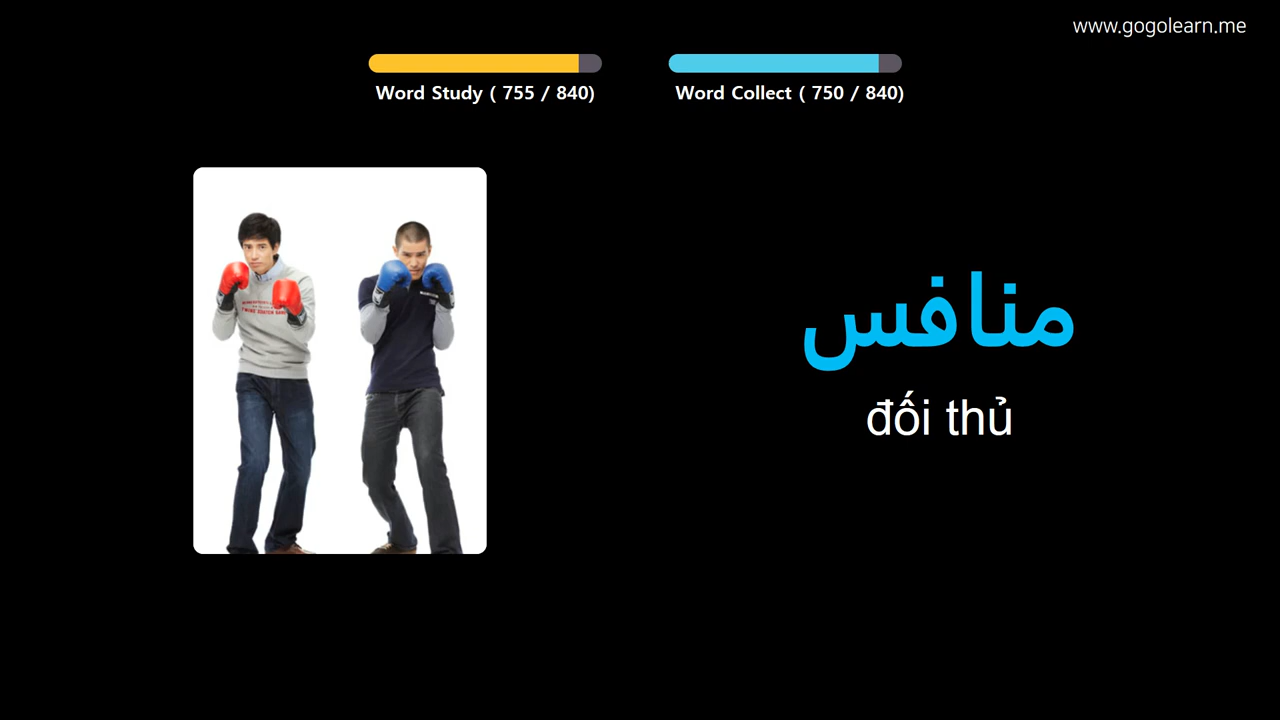 www.gogolearn.me
Word Study ( 755 / 840)
Word Collect ( 750 / 840)
منافس
đối thủ